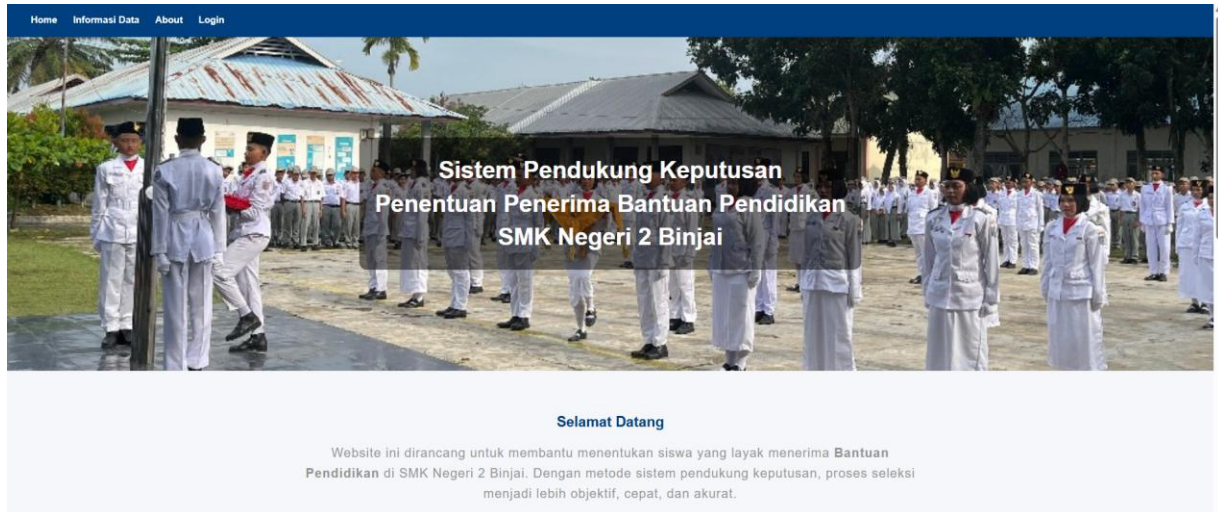 Home Informasi Data About Login
Sistem Pendukung Keputusan
Penentuan Penerima Bantuan Pendidikan
SMK Negeri 2 Binjai
Selamat Datang
Website ini dirancang untuk membantu menentukan siswa yang layak menerima Bantuan
Pendidikan di SMK Negeri 2 Binjai. Dengan metode sistem pendukung keputusan, proses seleksi
menjadi lebih objektif, cepat, dan akurat.